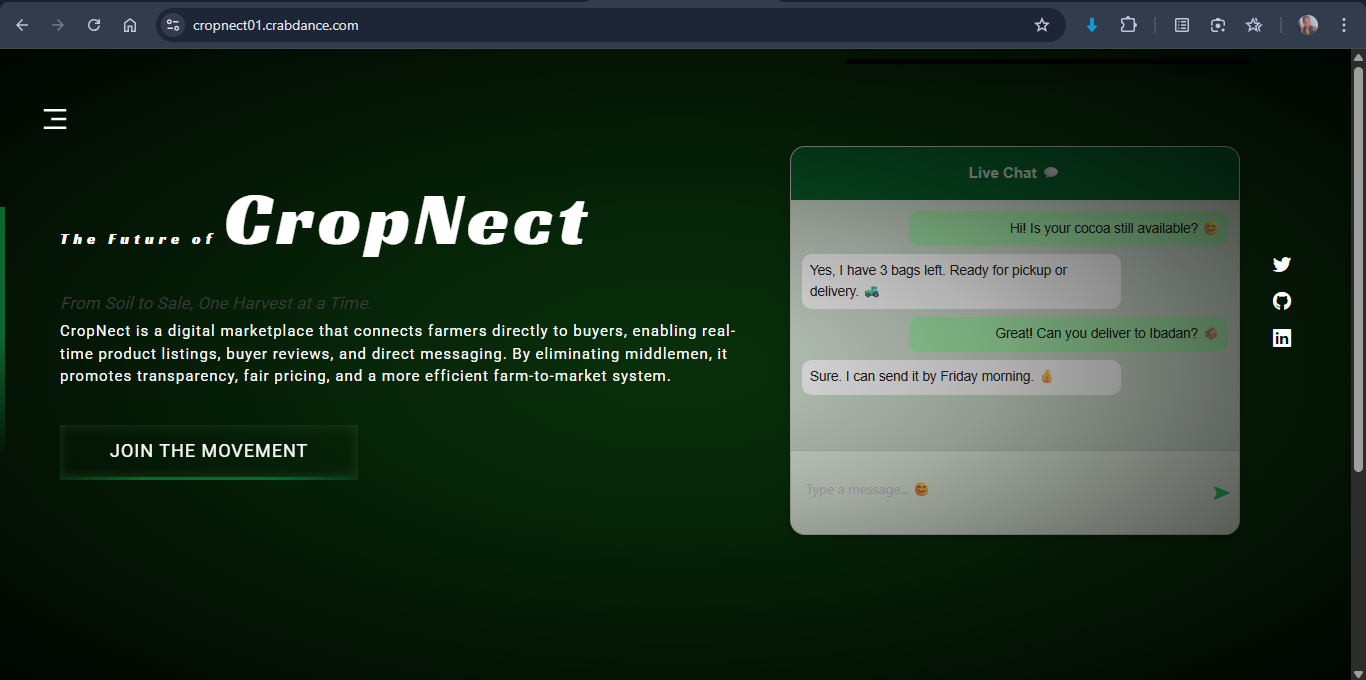 cropnect01.crabdance.com
The Future of CropNect
From Soil to Sale, One Harvest at a Time.
CropNect is a digital marketplace that connects farmers directly to buyers, enabling real-
time product listings, buyer reviews, and direct messaging. By eliminating middlemen, it
promotes transparency, fair pricing, and a more efficient farm-to-market system.
JOIN THE MOVEMENT
Live Chat 💬
Hi! Is your cocoa still available? 😊
Yes, I have 3 bags left. Ready for pickup or
delivery. 🚜
Great! Can you deliver to Ibadan? 📦
Sure. I can send it by Friday morning. 👍
Type a message... 😊
in